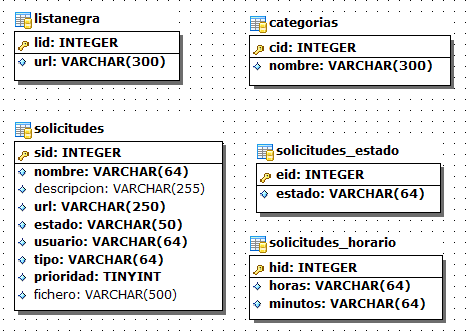 listanegra
lid: INTEGER
url: VARCHAR(300)
categorias
cid: INTEGER
nombre: VARCHAR(300)
solicitudes
sid: INTEGER
nombre: VARCHAR(64)
descripcion: VARCHAR(255)
url: VARCHAR(250)
estado: VARCHAR(50)
usuario: VARCHAR(64)
tipo: VARCHAR(64)
prioridad: TINYINT
fichero: VARCHAR(500)
solicitudes_estado
eid: INTEGER
estado: VARCHAR(64)
solicitudes_horario
hid: INTEGER
horas: VARCHAR(64)
minutos: VARCHAR(64)